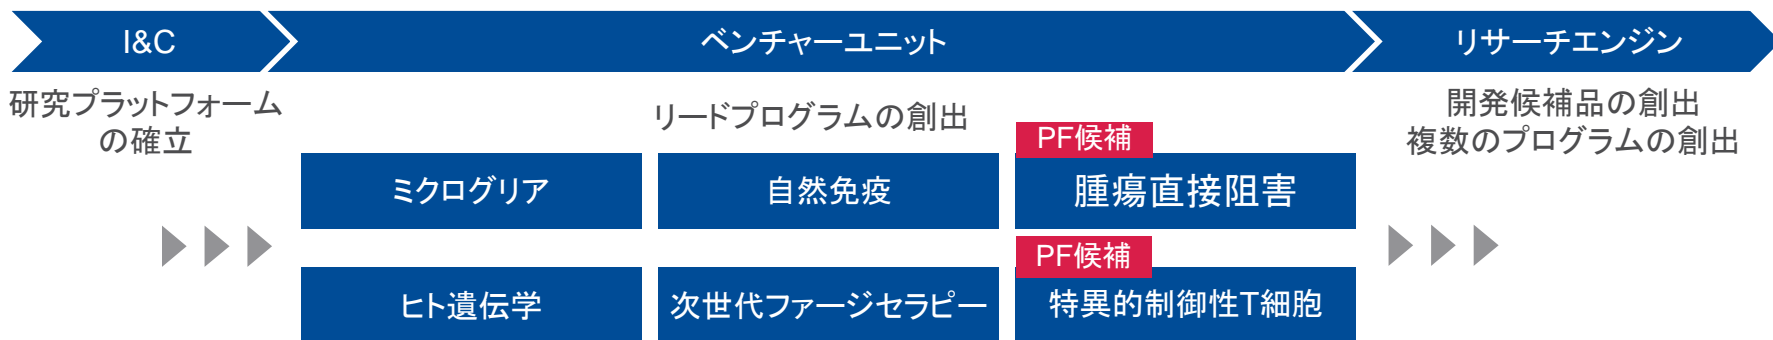 I&C
ベンチャーユニット
リサーチエンジン
研究プラットフォーム
の確立
リードプログラムの創出
開発候補品の創出
複数のプログラムの創出
PF候補
ミクログリア
自然免疫
腫瘍直接阻害
PF候補
ヒト遺伝学
次世代ファージセラピー
特異的制御性T細胞